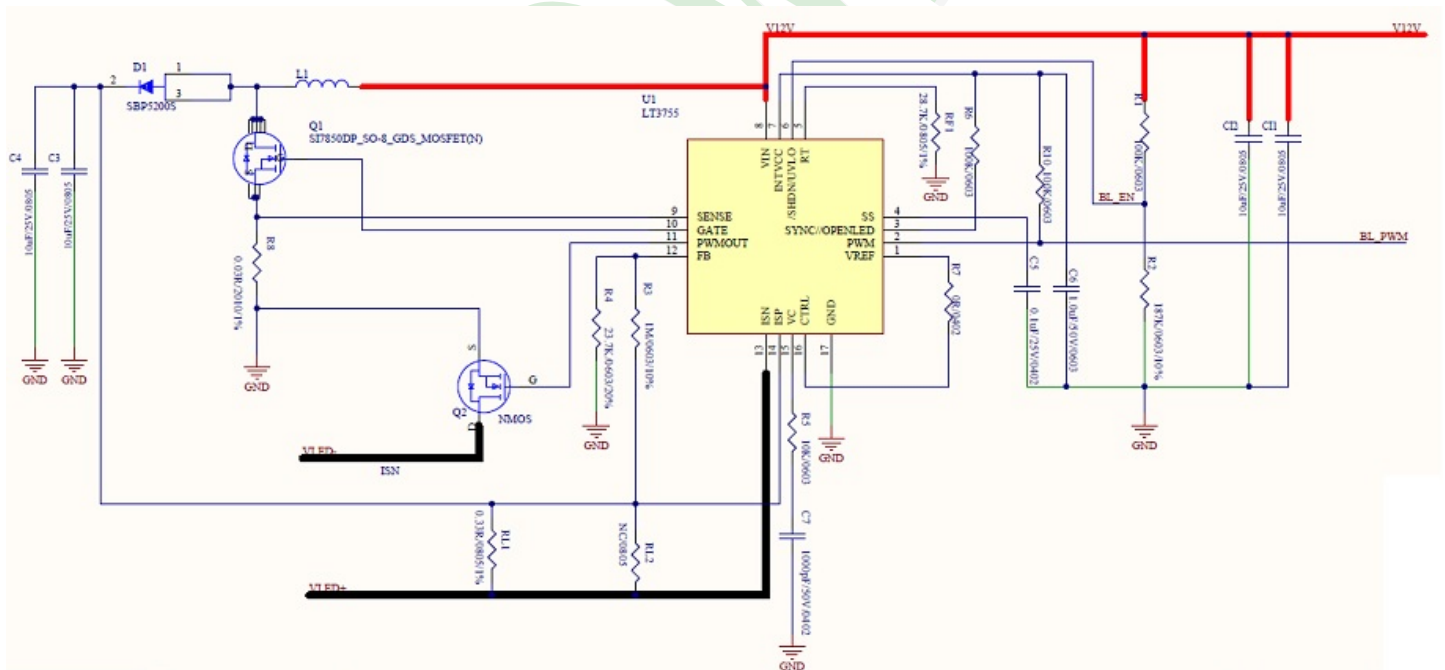 V12V
V12V
D1
2
1
3
SBP5200S
L1
U1
LT3755
Q1
SI7850DP_SO-8_GDS_MOSFET(N)
C4
10uF/25V/0805
C3
10uF/25V/0805
GND
GND
R8
0.03R/2010/1%
GND
8
7
6
5
VIN
INTVCC
/SHDN/UVLO
RT
RF1
28.7K/0805/1%
GND
R6
100K/0603
R10
100K/0603
R1
100K/0603
BL_EN
CI2
10uF/25V/0805
CI1
10uF/25V/0805
9
10
11
12
SENSE
GATE
PWMOUT
FB
SS
SYNC//OPENLED
PWM
VREF
4
3
2
1
BL_PWM
R4
23.7K/0603/20%
GND
R3
1M/0603/10%
R7
0R/0402
C5
0.1uF/25V/0402
C6
1.0uF/50V/0603
R2
187K/0603/10%
GND
ISN
ISP
VC
CTRL
GND
13
14
15
16
17
S
G
D
Q2
NMOS
VLED-
ISN
R5
10K/0603
GND
RL1
0.33R/0805/1%
RL2
NC/0805
C7
1000pF/50V/0402
VLED+
GND